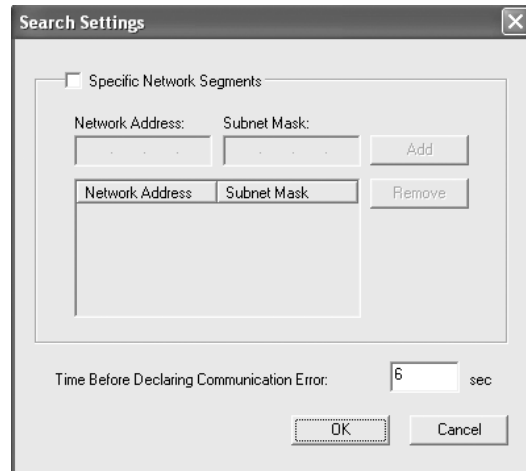 Search Settings
Specific Network Segments
Network Address: Subnet Mask:
. . . . . . Add
Network Address Subnet Mask Remove
Time Before Declaring Communication Error: 6 sec
OK Cancel